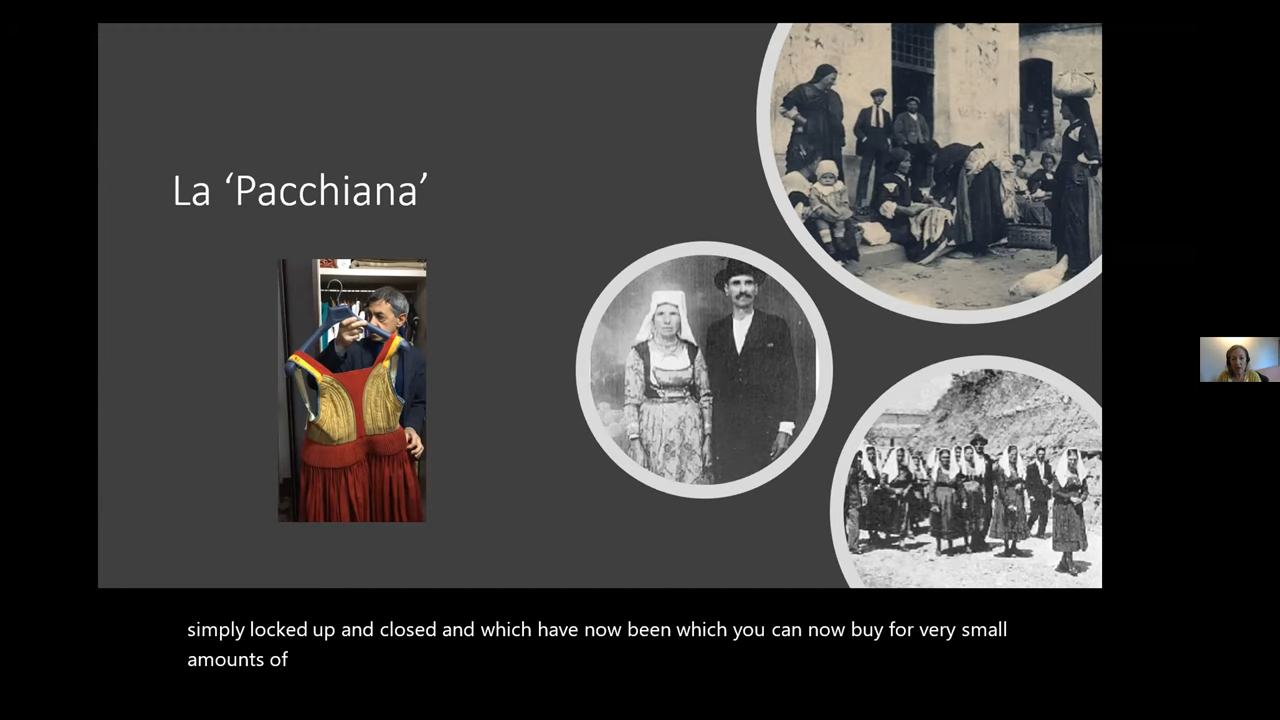 La ‘Pacchiana’
simply locked up and closed and which have now been which you can now buy for very small
amounts of